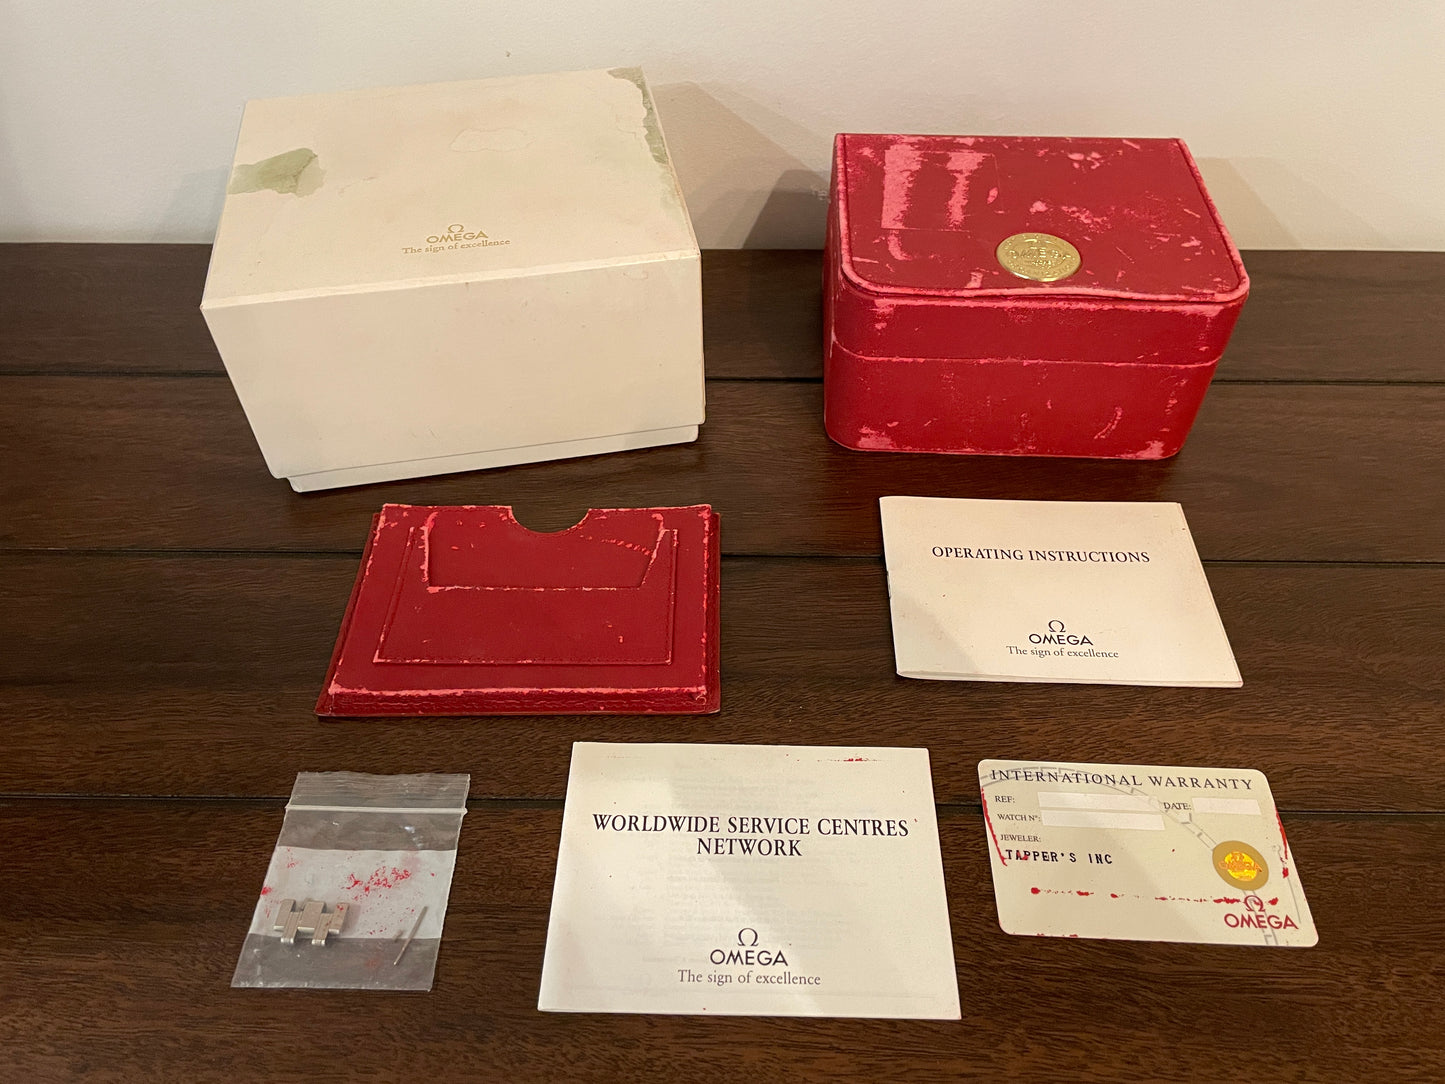 Ω
OMEGA
The sign of excellence
OPERATING INSTRUCTIONS
Ω
OMEGA
The sign of excellence
WORLDWIDE SERVICE CENTRES
NETWORK
Ω
OMEGA
The sign of excellence
INTERNATIONAL WARRANTY
REF:
DATE:
WATCH Nº:
JEWELER:
TAPPER'S INC
Ω
OMEGA